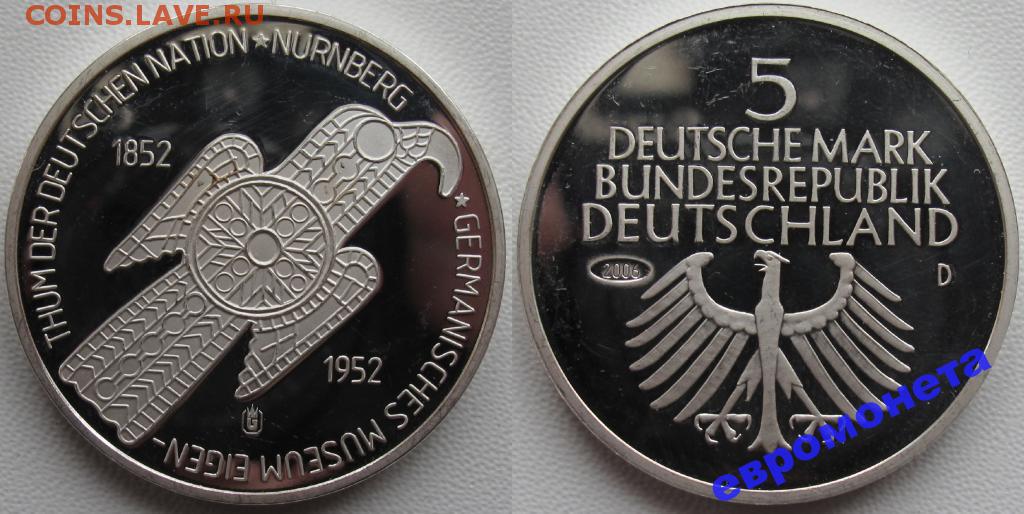 COINS.LAVE.РУ
THUM DER DEUTSCHEN NATION ★ NÜRNBERG ★ GERMANISCHES MUSEUM EIGEN-
1852
1952
5
DEUTSCHE MARK
BUNDESREPUBLIK
DEUTSCHLAND
2006
D
евромонета